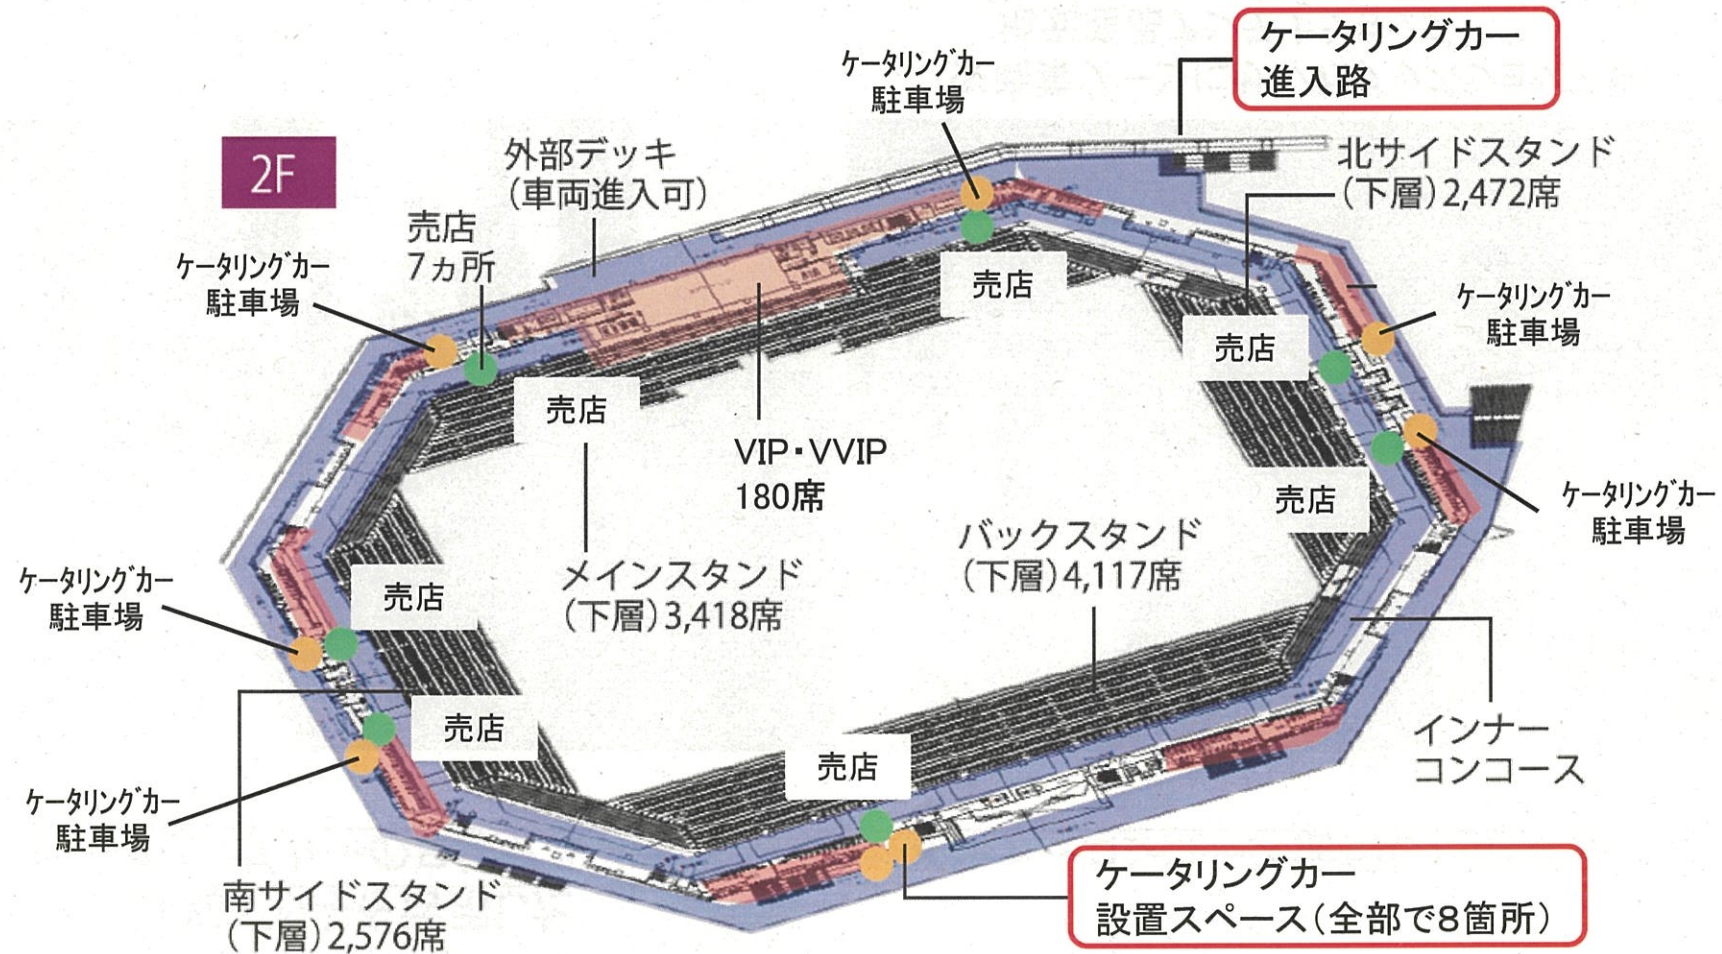 ケータリングカー
進入路
ケータリングカー
駐車場
2F
外部デッキ
（車両進入可）
北サイドスタンド
（下層）2,472席
売店
7ヵ所
ケータリングカー
駐車場
売店
ケータリングカー
駐車場
売店
売店
VIP・VVIP
180席
売店
ケータリングカー
駐車場
バックスタンド
（下層）4,117席
メインスタンド
（下層）3,418席
ケータリングカー
駐車場
売店
売店
インナー
コンコース
売店
ケータリングカー
駐車場
ケータリングカー
設置スペース（全部で８箇所）
南サイドスタンド
（下層）2,576席